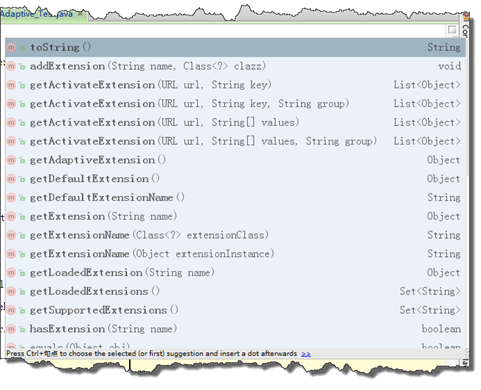 Adaptive_Test.java
toString() String
addExtension(String name, Class<?> clazz) void
getActivateExtension(URL url, String key) List<Object>
getActivateExtension(URL url, String key, String group) List<Object>
getActivateExtension(URL url, String[] values) List<Object>
getActivateExtension(URL url, String[] values, String group) List<Object>
getAdaptiveExtension() Object
getDefaultExtension() Object
getDefaultExtensionName() String
getExtension(String name) Object
getExtensionName(Class<?> extensionClass) String
getExtensionName(Object extensionInstance) String
getLoadedExtension(String name) Object
getLoadedExtensions() Set<String>
getSupportedExtensions() Set<String>
hasExtension(String name) boolean
equals(Object obj) boolean
Press Ctrl+句点 to choose the selected (or first) suggestion and insert a dot afterwards >>